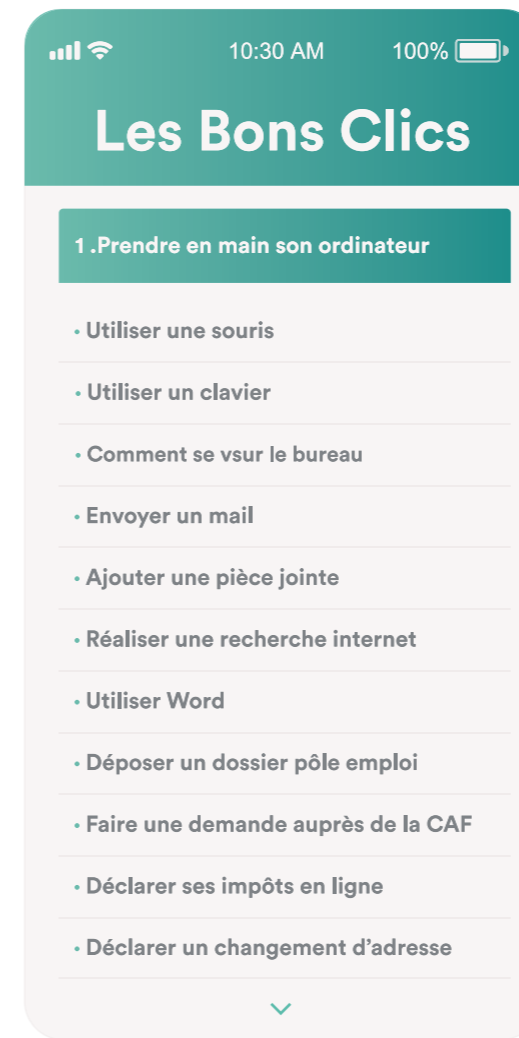 10:30 AM 100%
Les Bons Clics
1 .Prendre en main son ordinateur
• Utiliser une souris
• Utiliser un clavier
• Comment se vsur le bureau
• Envoyer un mail
• Ajouter une pièce jointe
• Réaliser une recherche internet
• Utiliser Word
• Déposer un dossier pôle emploi
• Faire une demande auprès de la CAF
• Déclarer ses impôts en ligne
• Déclarer un changement d’adresse